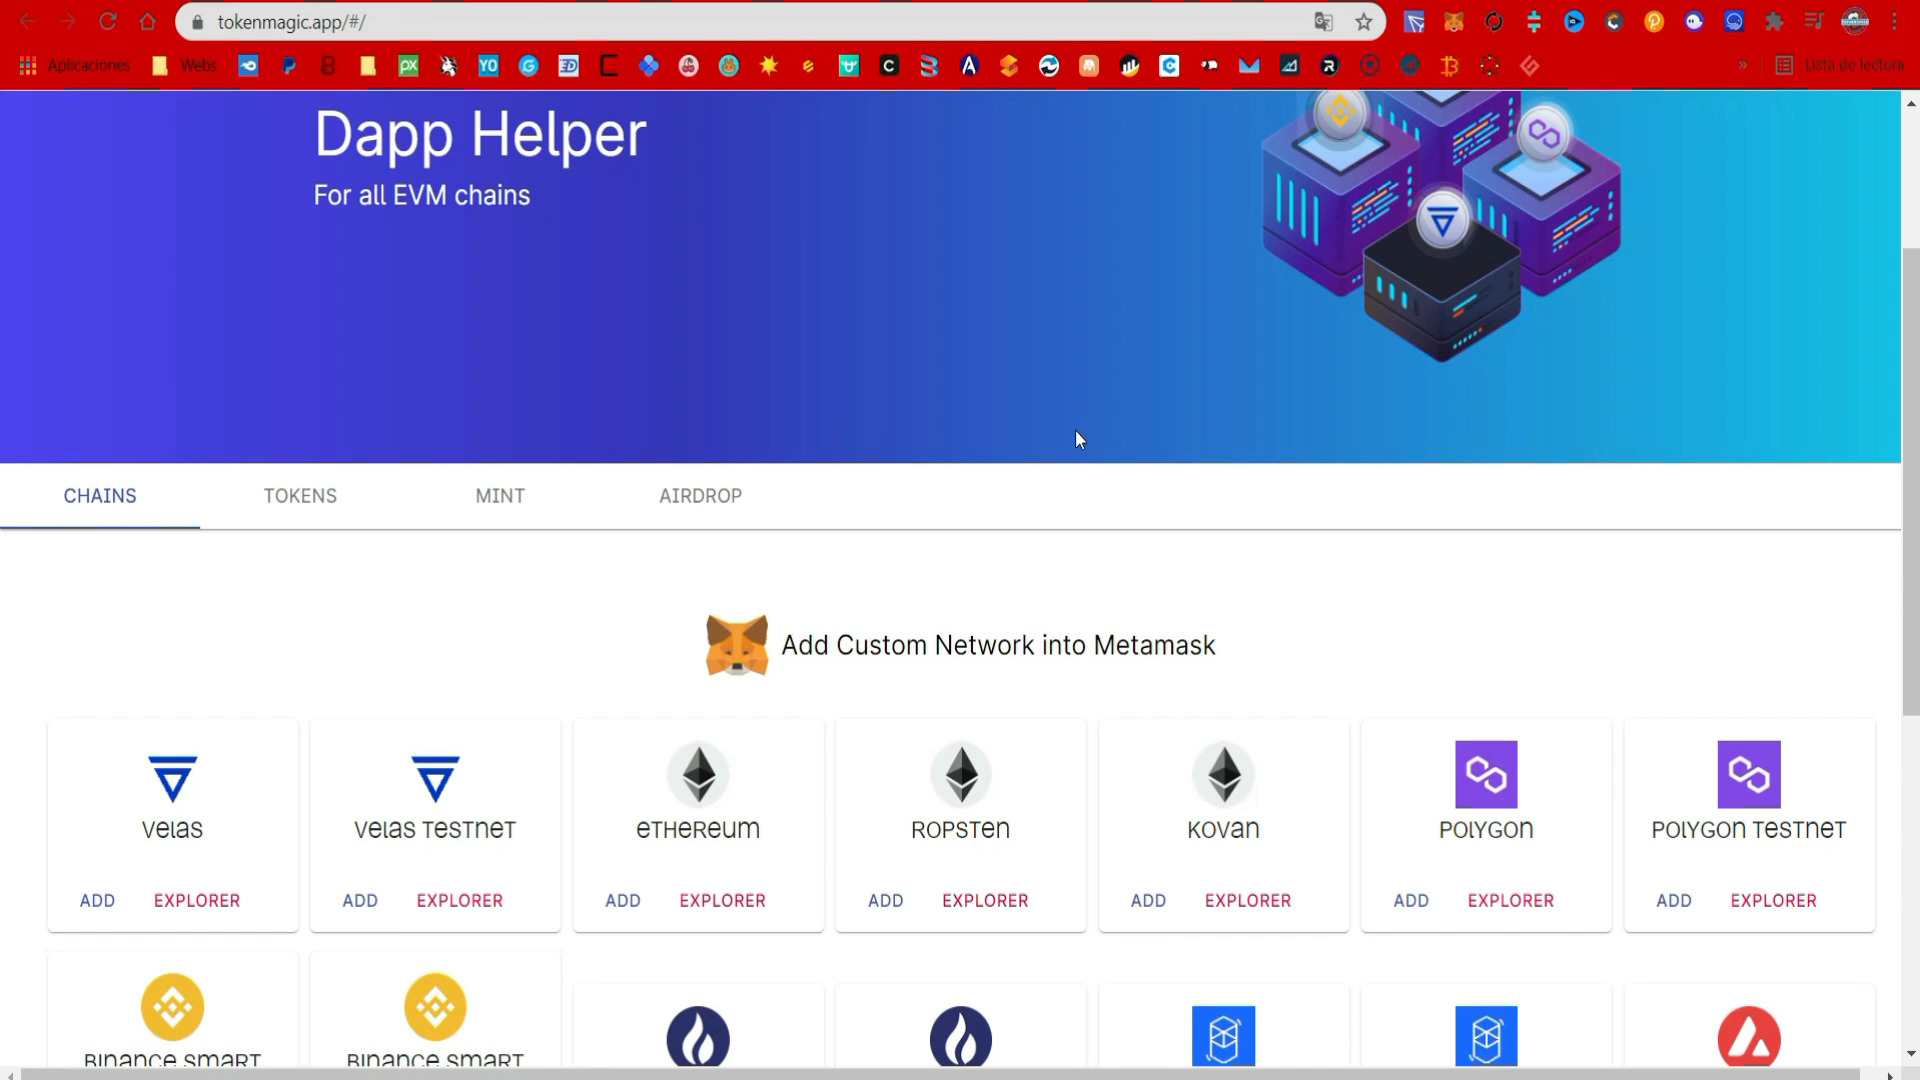 tokenmagic.app/#/
Aplicaciones
Webs
Lista de lectura
Dapp Helper
For all EVM chains
CHAINS
TOKENS
MINT
AIRDROP
Add Custom Network into Metamask
Velas
Velas Testnet
Ethereum
Ropsten
Kovan
Polygon
Polygon Testnet
ADD
EXPLORER
ADD
EXPLORER
ADD
EXPLORER
ADD
EXPLORER
ADD
EXPLORER
ADD
EXPLORER
ADD
EXPLORER
Binance Smart
Binance Smart